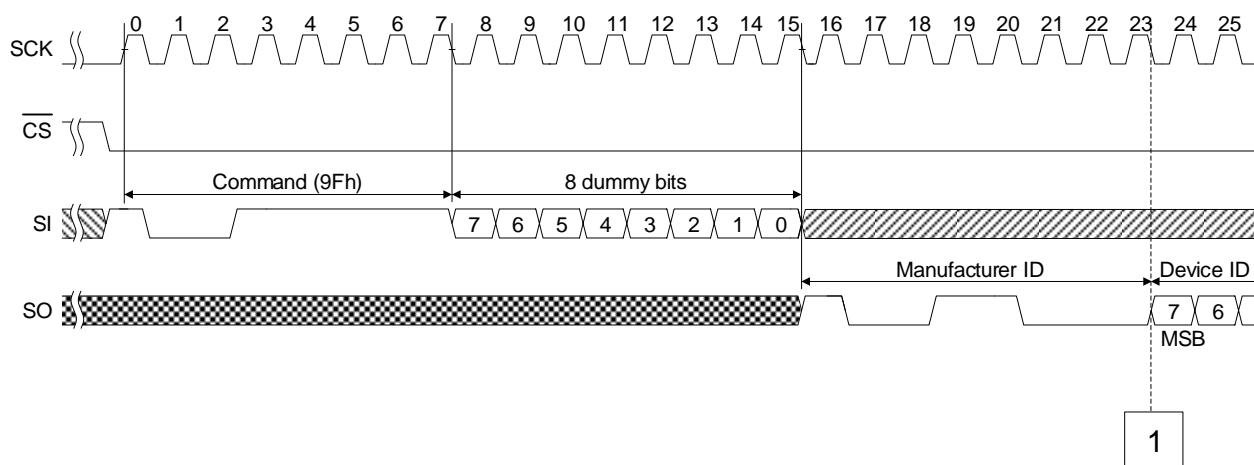 0 1 2 3 4 5 6 7 8 9 10 11 12 13 14 15 16 17 18 19 20 21 22 23 24 25
SCK
CS
Command (9Fh) 8 dummy bits
SI 7 6 5 4 3 2 1 0
Manufacturer ID Device ID
SO 7 6
MSB
1